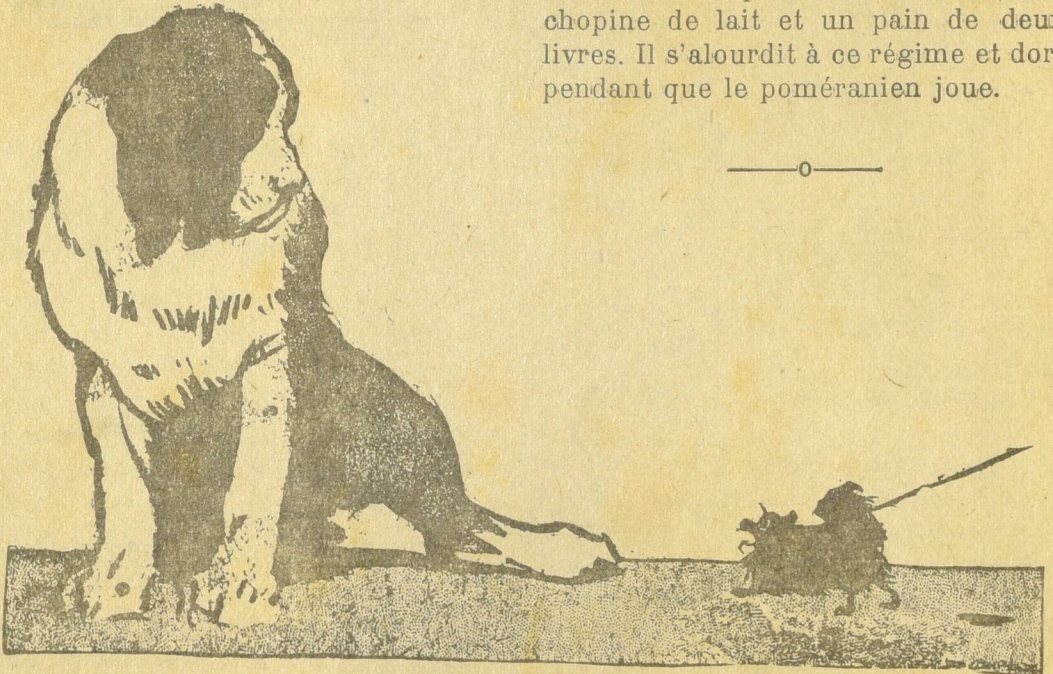 chopine de lait et un pain de deux
livres. Il s'alourdit à ce régime et dort
pendant que le poméranien joue.